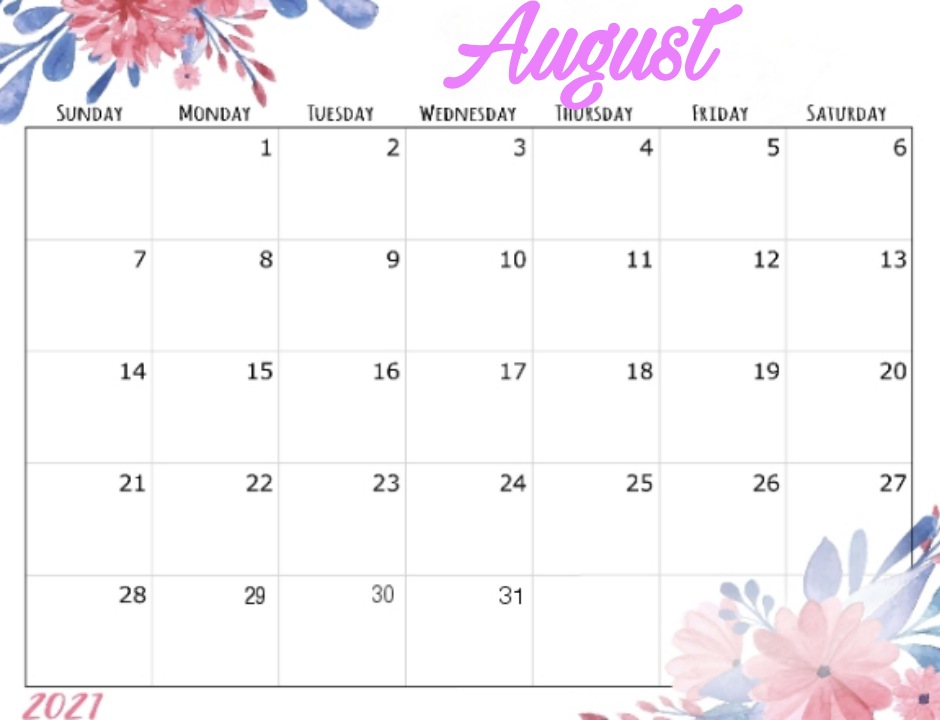 August
SUNDAY MONDAY TUESDAY WEDNESDAY THURSDAY FRIDAY SATURDAY
1 2 3 4 5 6
7 8 9 10 11 12 13
14 15 16 17 18 19 20
21 22 23 24 25 26 27
28 29 30 31
2021